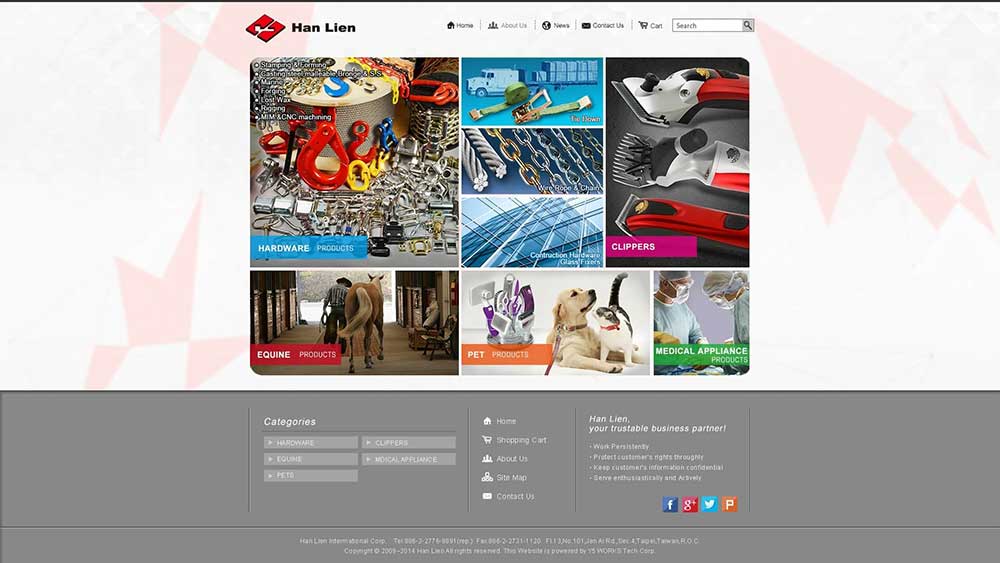 Han Lien
Home
About Us
News
Contact Us
Cart
Search
Stamping & Forming
Casting steel malleable,Bronge & S.S.
Marine
Forging
Lost Wax
Rigging
MIM &CNC machining
HARDWARE PRODUCTS
Tie Down
Wire Rope & Chain
Contruction Hardware
Glass Fixers
CLIPPERS
EQUINE PRODUCTS
PET PRODUCTS
MEDICAL APPLIANCE
PRODUCTS
Categories
HARDWARE
CLIPPERS
EQUINE
MDICAL APPLIANCE
PETS
Home
Shopping Cart
About Us
Site Map
Contact Us
Han Lien,
your trustable business partner!
• Work Persistently
• Protect customer's rights throughly
• Keep customer's information confidential
• Serve enthusiastically and Actively
Han Lien International Corp. Tel 886-2-2776-9891(rep.) Fax 886-2-2731-1120 Fl.13,No.101,Jen Ai Rd.,Sec.4,Taipei,Taiwan,R.O.C.
Copyright © 2009~2014 Han Lien All rights reserved. This Website is powered by YS WORKS Tech Corp.